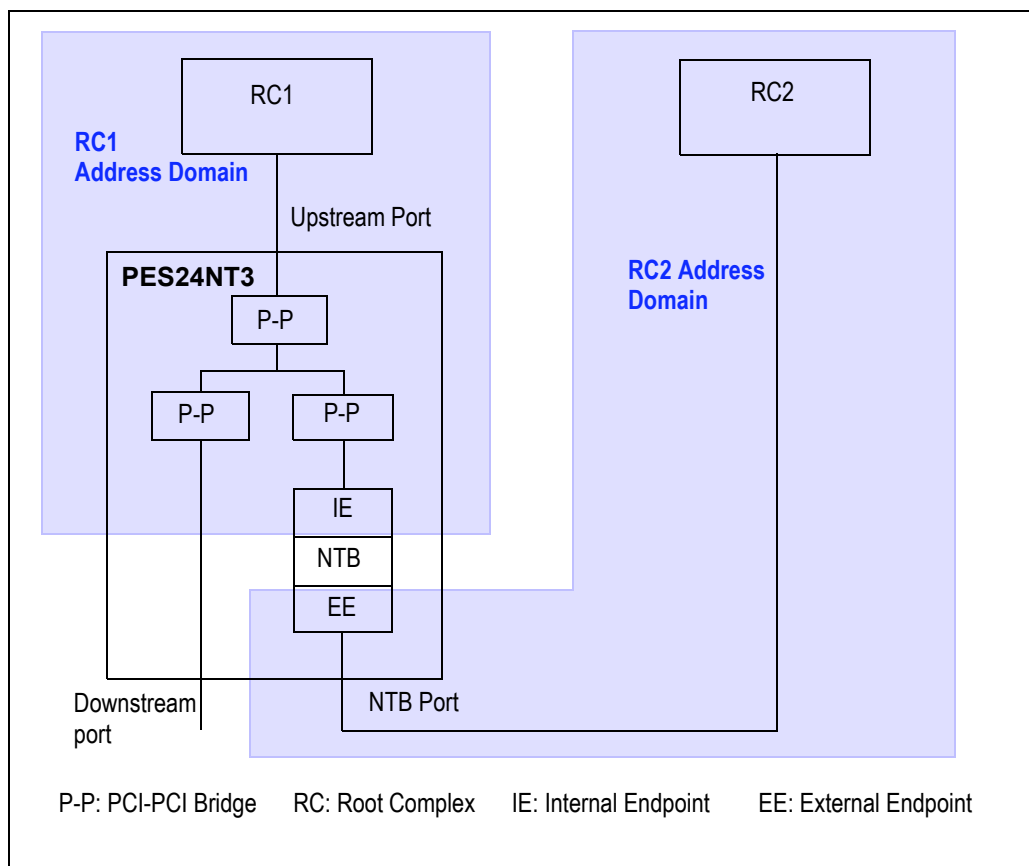 RC1
RC2
RC1
Address Domain
Upstream Port
PES24NT3
RC2 Address
Domain
P-P
P-P
P-P
IE
NTB
EE
Downstream
port
NTB Port
P-P: PCI-PCI Bridge
RC: Root Complex
IE: Internal Endpoint
EE: External Endpoint